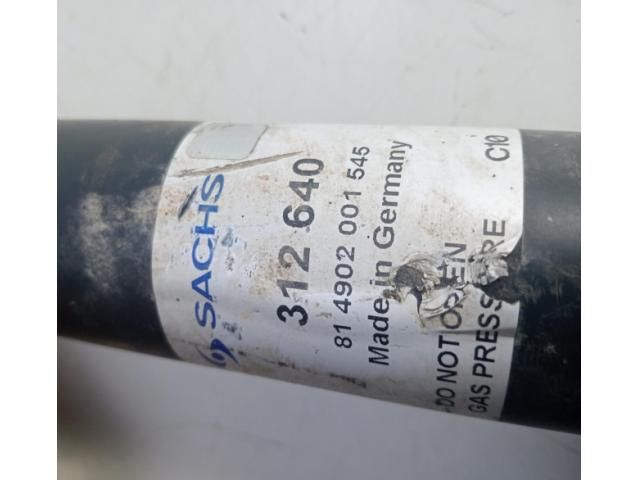 SACHS
312 640
81 4902 001 545
Made in Germany
-DO NOT OPEN
GAS PRESSURE C10